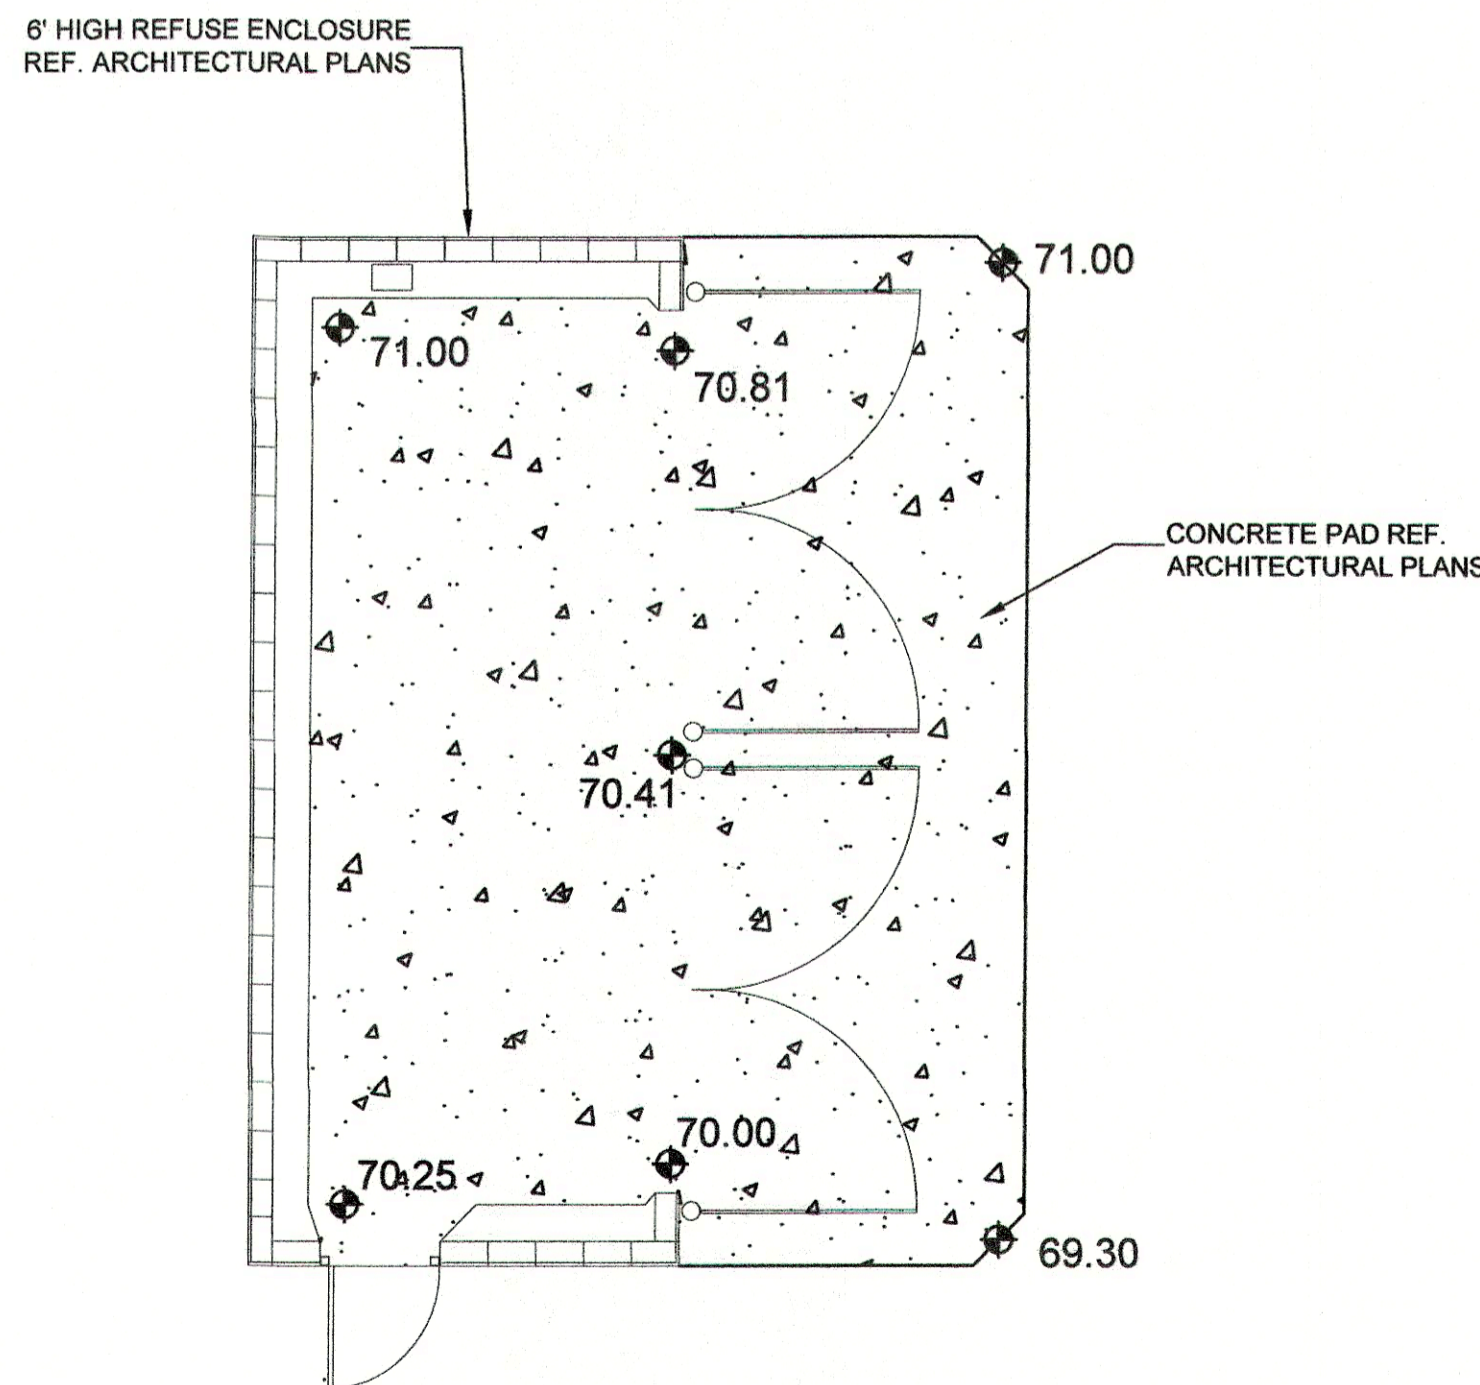 6' HIGH REFUSE ENCLOSURE
REF. ARCHITECTURAL PLANS
71.00
71.00
70.81
CONCRETE PAD REF.
ARCHITECTURAL PLANS
70.41
70.00
70.25
69.30